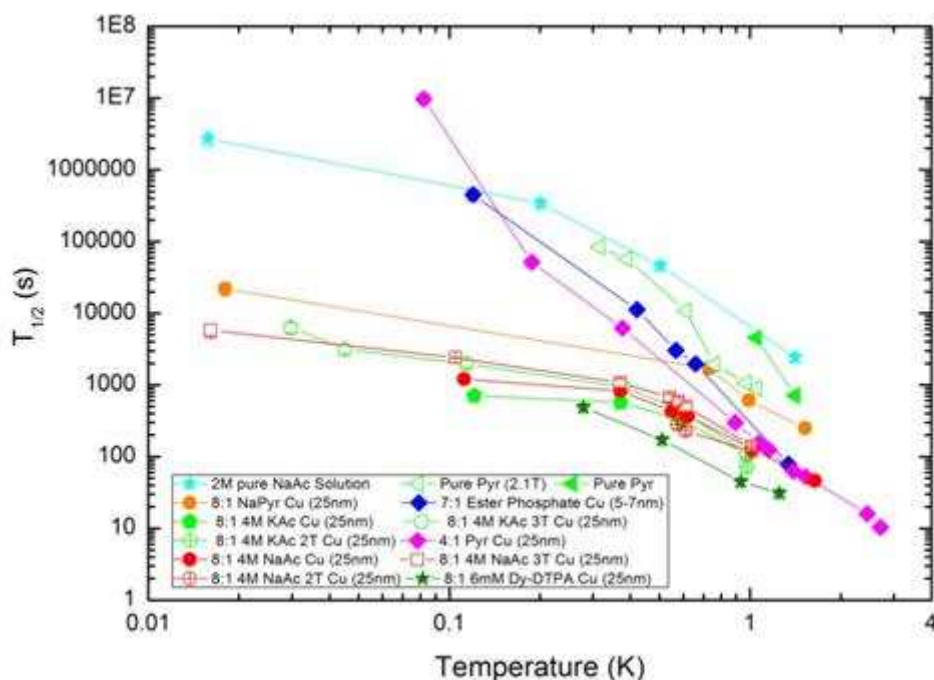 1E8
1E7
1000000
100000
10000
1000
100
10
1
T1/2 (s)
2M pure NaAc Solution Pure Pyr (2.1T) Pure Pyr
8:1 NaPyr Cu (25nm) 7:1 Ester Phosphate Cu (5-7nm)
8:1 4M KAc Cu (25nm) 8:1 4M KAc 3T Cu (25nm)
8:1 4M KAc 2T Cu (25nm) 4:1 Pyr Cu (25nm)
8:1 4M NaAc Cu (25nm) 8:1 4M NaAc 3T Cu (25nm)
8:1 4M NaAc 2T Cu (25nm) 8:1 6mM Dy-DTPA Cu (25nm)
0.01 0.1 1 4
Temperature (K)